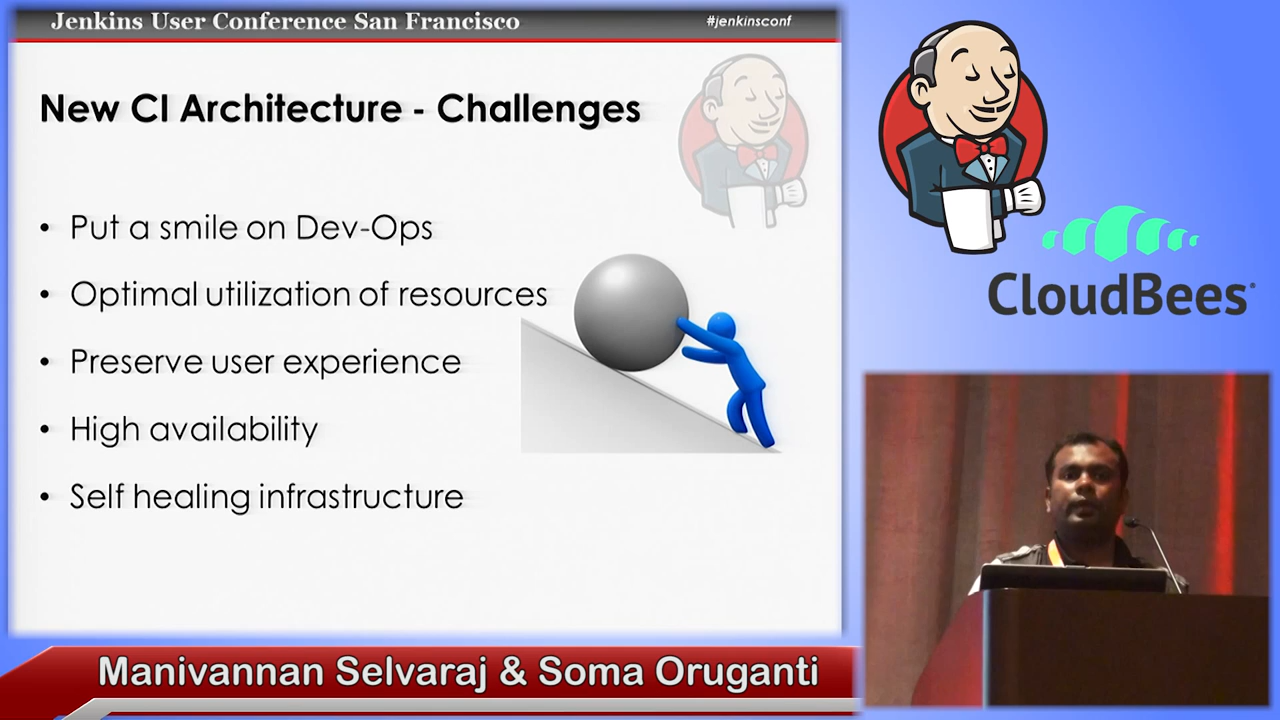 Jenkins User Conference San Francisco
#jenkinsconf
New CI Architecture - Challenges
• Put a smile on Dev-Ops
• Optimal utilization of resources
• Preserve user experience
• High availability
• Self healing infrastructure
CloudBees
Manivannan Selvaraj & Soma Oruganti